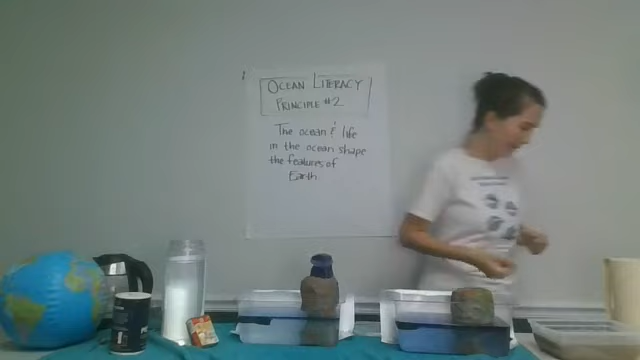 OCEAN LITERACY
PRINCIPLE #2
The ocean & life
in the ocean shape
the features of
Earth.